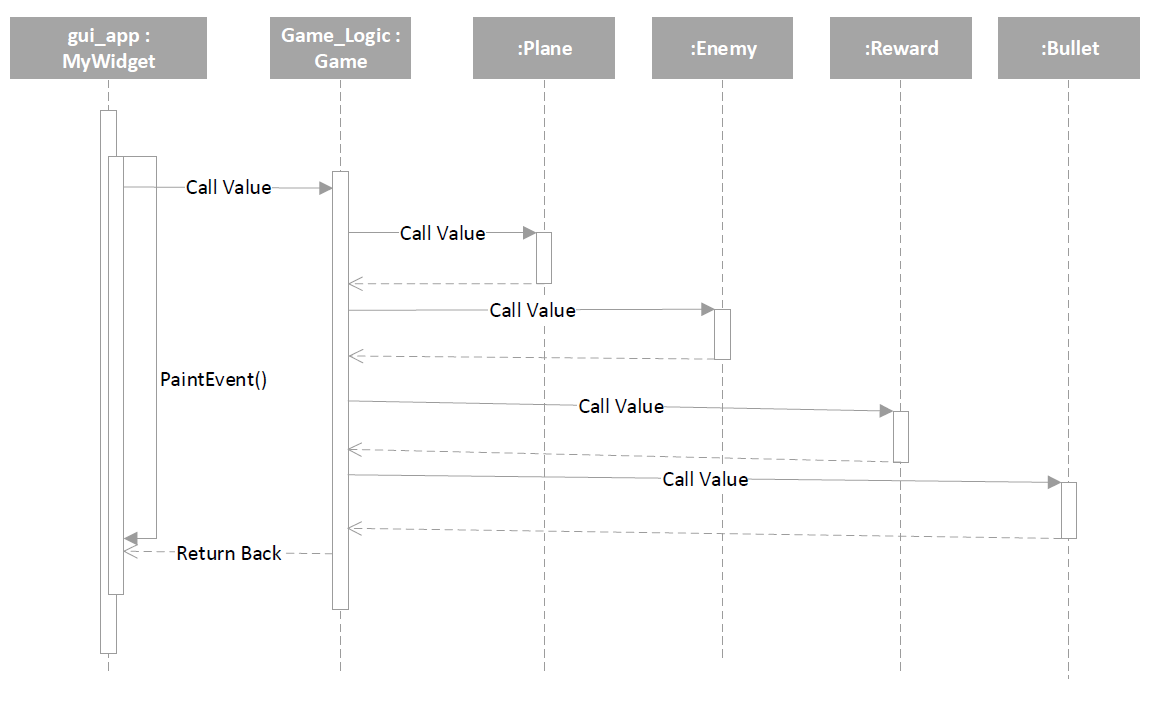 gui_app :
MyWidget
Game_Logic :
Game
:Plane
:Enemy
:Reward
:Bullet
Call Value
Call Value
Call Value
PaintEvent()
Call Value
Call Value
Return Back